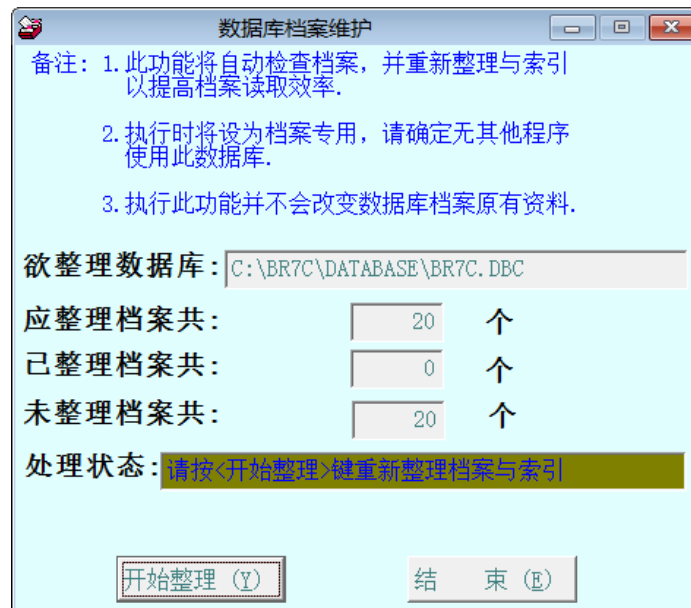 数据库档案维护
备注: 1.此功能将自动检查档案，并重新整理与索引
以提高档案读取效率.
2.执行时将设为档案专用，请确定无其他程序
使用此数据库.
3.执行此功能并不会改变数据库档案原有资料.
欲整理数据库: C:\BR7C\DATABASE\BR7C.DBC
应整理档案共: 20 个
已整理档案共: 0 个
未整理档案共: 20 个
处理状态: 请按<开始整理>键重新整理档案与索引
开始整理 (Y) 结 束 (E)